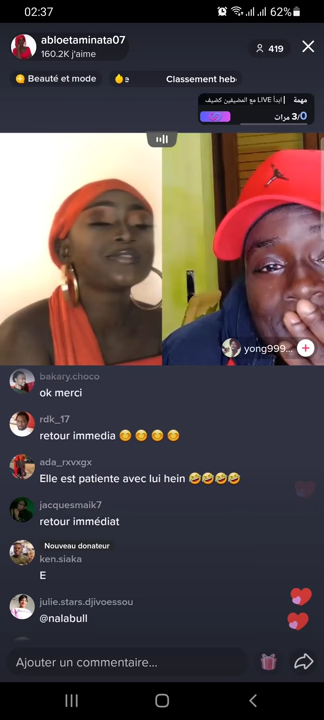 02:37
62%
abloetaminata07
160.2K j'aime
419
Beauté et mode
e Classement heb
مهمة | ابدأ LIVE مع المضيفين كضيف
3/0 مرات
yong999...
bakary.choco
ok merci
rdk_17
retour immedia 😊 😊 😊 😊
ada_rxvxgx
Elle est patiente avec lui hein 🤣🤣🤣🤣
jacquesmaik7
retour immédiat
Nouveau donateur
ken.siaka
E
julie.stars.djivoessou
@nalabull
Ajouter un commentaire...